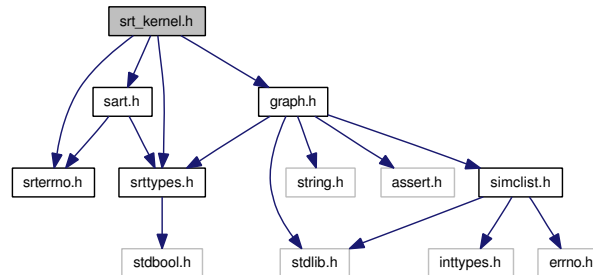 srt_kernel.h
sart.h
graph.h
srterrno.h
srttypes.h
string.h
assert.h
simclist.h
stdbool.h
stdlib.h
inttypes.h
errno.h